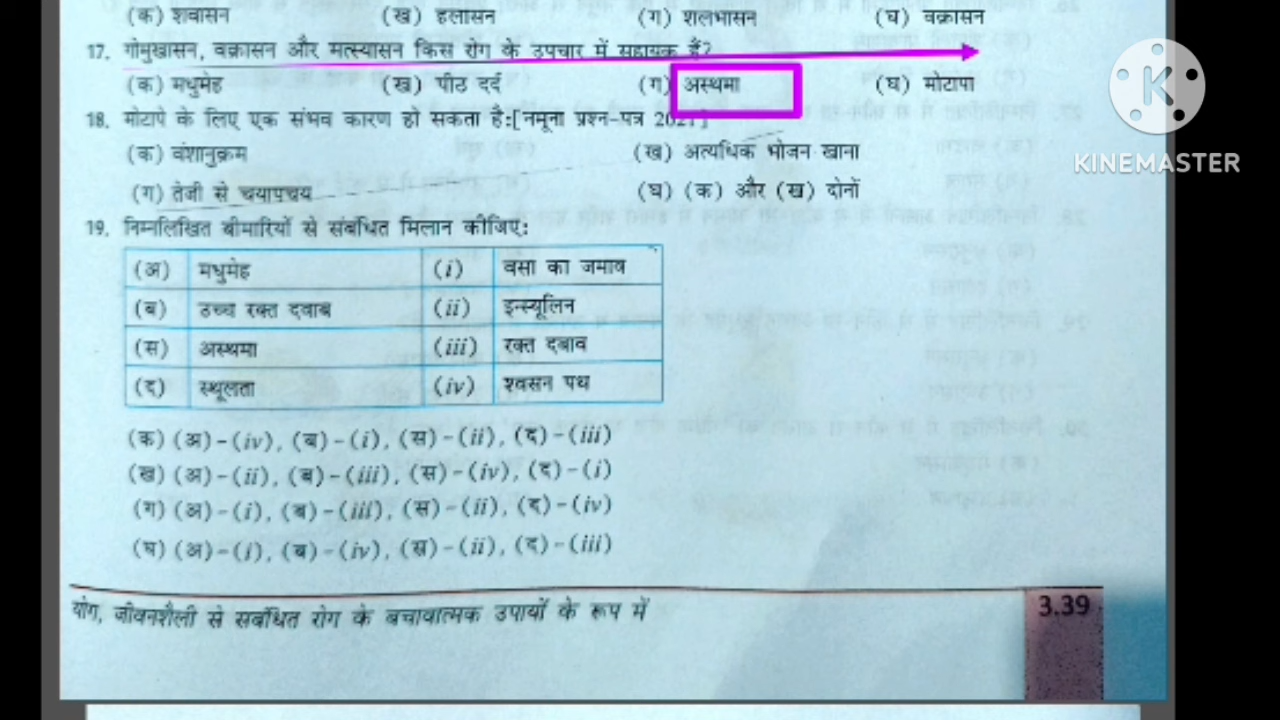 (क) शवासन (ख) हलासन (ग) शलभासन (घ) वक्रासन
17. गोमुखासन, वक्रासन और मत्स्यासन किस रोग के उपचार में सहायक हैं?
(क) मधुमेह (ख) पीठ दर्द (ग) अस्थमा (घ) मोटापा
18. मोटापे के लिए एक संभव कारण हो सकता है:[नमूना प्रश्न-पत्र 2021]
(क) वंशानुक्रम (ख) अत्यधिक भोजन खाना
(ग) तेजी से चयापचय (घ) (क) और (ख) दोनों
19. निम्नलिखित बीमारियों से संबंधित मिलान कीजिए:
(अ) मधुमेह (i) वसा का जमाव
(ब) उच्च रक्त दवाब (ii) इन्स्यूलिन
(स) अस्थमा (iii) रक्त दबाव
(द) स्थूलता (iv) श्वसन पथ
(क) (अ)-(iv), (ब)-(i), (स)-(ii), (द)-(iii)
(ख) (अ)-(ii), (ब)-(iii), (स)-(iv), (द)-(i)
(ग) (अ)-(i), (ब)-(iii), (स)-(ii), (द)-(iv)
(घ) (अ)-(i), (ब)-(iv), (स)-(ii), (द)-(iii)
योग, जीवनशैली से सबंधित रोग के बचावात्मक उपायों के रूप में 3.39
KINEMASTER